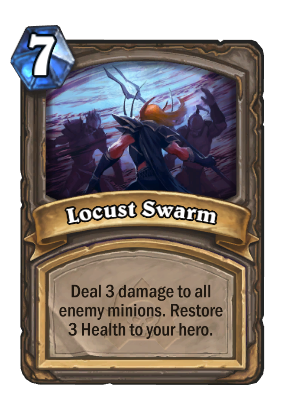 7
Locust Swarm
Deal 3 damage to all
enemy minions. Restore
3 Health to your hero.